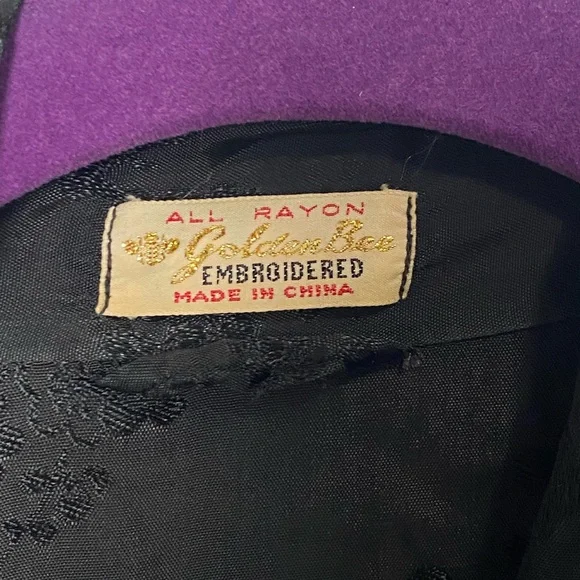 ALL RAYON
Golden Bee
EMBROIDERED
MADE IN CHINA